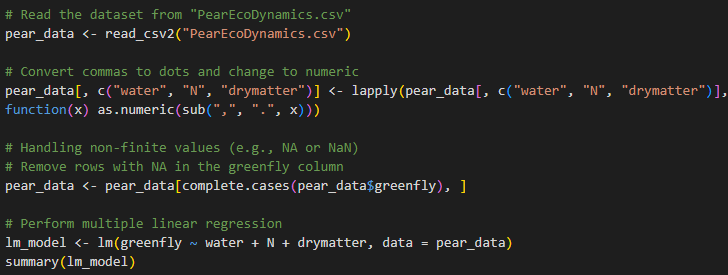 # Read the dataset from "PearEcoDynamics.csv"
pear_data <- read_csv2("PearEcoDynamics.csv")
# Convert commas to dots and change to numeric
pear_data[, c("water", "N", "drymatter")] <- lapply(pear_data[, c("water", "N", "drymatter")],
function(x) as.numeric(sub(",", ".", x)))
# Handling non-finite values (e.g., NA or NaN)
# Remove rows with NA in the greenfly column
pear_data <- pear_data[complete.cases(pear_data$greenfly), ]
# Perform multiple linear regression
lm_model <- lm(greenfly ~ water + N + drymatter, data = pear_data)
summary(lm_model)